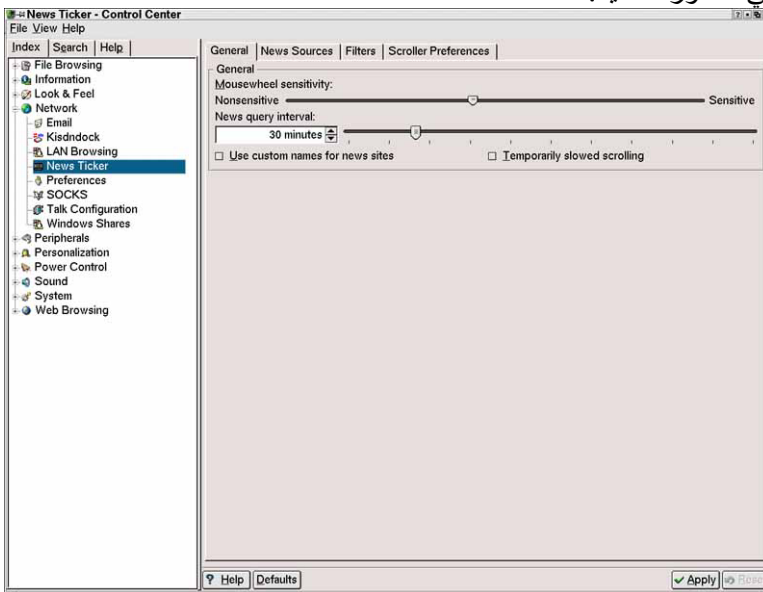 News Ticker - Control Center
File View Help
Index Search Help
File Browsing
Information
Look & Feel
Network
Email
Kisdndock
LAN Browsing
News Ticker
Preferences
SOCKS
Talk Configuration
Windows Shares
Peripherals
Personalization
Power Control
Sound
System
Web Browsing
General News Sources Filters Scroller Preferences
General
Mousewheel sensitivity:
Nonsensitive Sensitive
News query interval:
30 minutes
Use custom names for news sites Temporarily slowed scrolling
? Help Defaults Apply